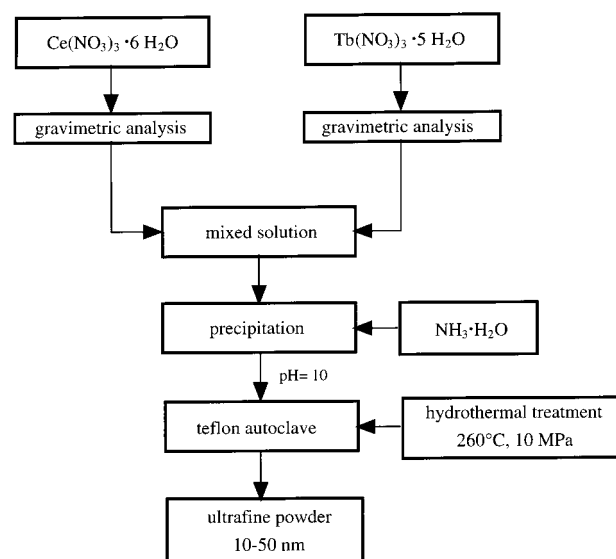 Ce(NO₃)₃ •6 H₂O
Tb(NO₃)₃ •5 H₂O
gravimetric analysis
gravimetric analysis
mixed solution
precipitation
NH₃•H₂O
pH= 10
teflon autoclave
hydrothermal treatment
260°C, 10 MPa
ultrafine powder
10-50 nm